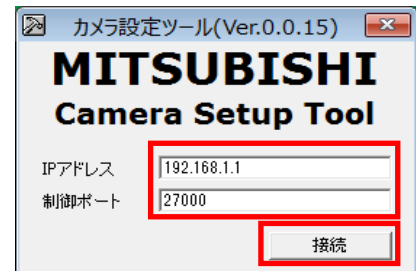 カメラ設定ツール(Ver.0.0.15)
MITSUBISHI
Camera Setup Tool
IPアドレス 192.168.1.1
制御ポート 27000
接続